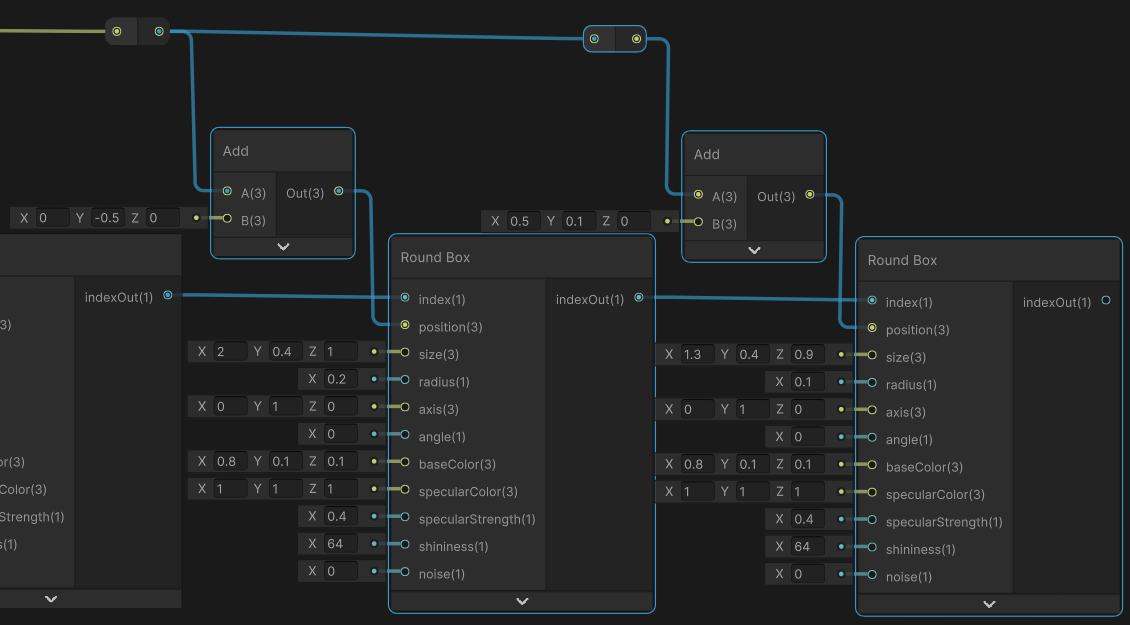 Add
A(3) Out(3)
X 0 Y -0.5 Z 0 B(3)
Add
A(3) Out(3)
X 0.5 Y 0.1 Z 0 B(3)
indexOut(1)
3)
or(3)
Color(3)
Strength(1)
s(1)
Round Box
index(1) indexOut(1)
position(3)
X 2 Y 0.4 Z 1 size(3)
X 0.2 radius(1)
X 0 Y 1 Z 0 axis(3)
X 0 angle(1)
X 0.8 Y 0.1 Z 0.1 baseColor(3)
X 1 Y 1 Z 1 specularColor(3)
X 0.4 specularStrength(1)
X 64 shininess(1)
X 0 noise(1)
Round Box
index(1) indexOut(1)
position(3)
X 1.3 Y 0.4 Z 0.9 size(3)
X 0.1 radius(1)
X 0 Y 1 Z 0 axis(3)
X 0 angle(1)
X 0.8 Y 0.1 Z 0.1 baseColor(3)
X 1 Y 1 Z 1 specularColor(3)
X 0.4 specularStrength(1)
X 64 shininess(1)
X 0 noise(1)